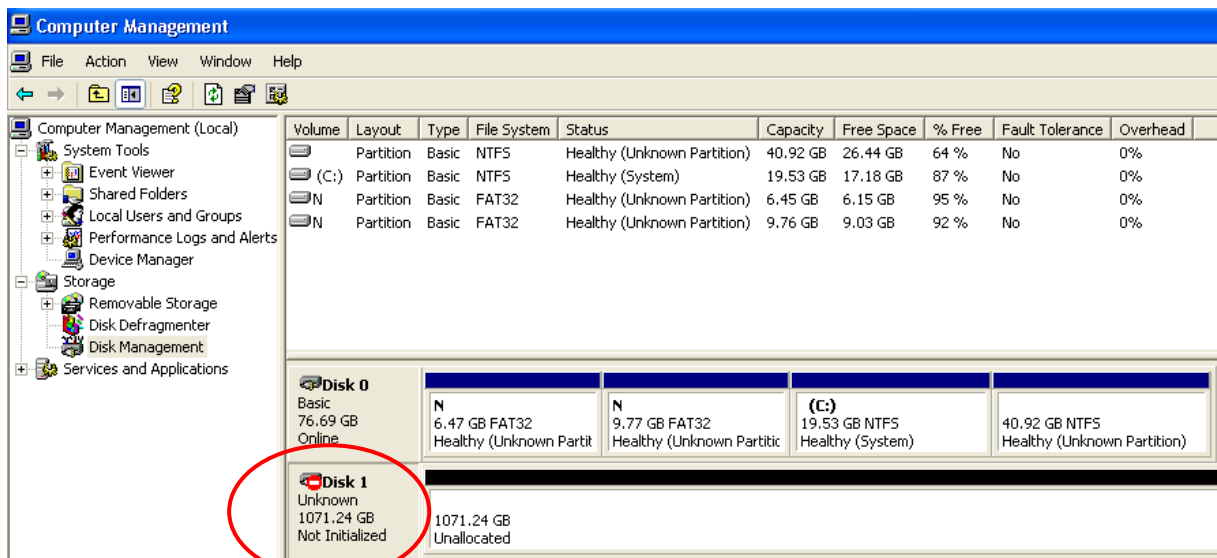 Computer Management
File Action View Window Help
Computer Management (Local)
System Tools
Event Viewer
Shared Folders
Local Users and Groups
Performance Logs and Alerts
Device Manager
Storage
Removable Storage
Disk Defragmenter
Disk Management
Services and Applications
Volume Layout Type File System Status Capacity Free Space % Free Fault Tolerance Overhead
Partition Basic NTFS Healthy (Unknown Partition) 40.92 GB 26.44 GB 64 % No 0%
(C:) Partition Basic NTFS Healthy (System) 19.53 GB 17.18 GB 87 % No 0%
N Partition Basic FAT32 Healthy (Unknown Partition) 6.45 GB 6.15 GB 95 % No 0%
N Partition Basic FAT32 Healthy (Unknown Partition) 9.76 GB 9.03 GB 92 % No 0%
Disk 0
Basic
76.69 GB
Online
N
6.47 GB FAT32
Healthy (Unknown Partit
N
9.77 GB FAT32
Healthy (Unknown Partitic
(C:)
19.53 GB NTFS
Healthy (System)
40.92 GB NTFS
Healthy (Unknown Partition)
Disk 1
Unknown
1071.24 GB
Not Initialized
1071.24 GB
Unallocated